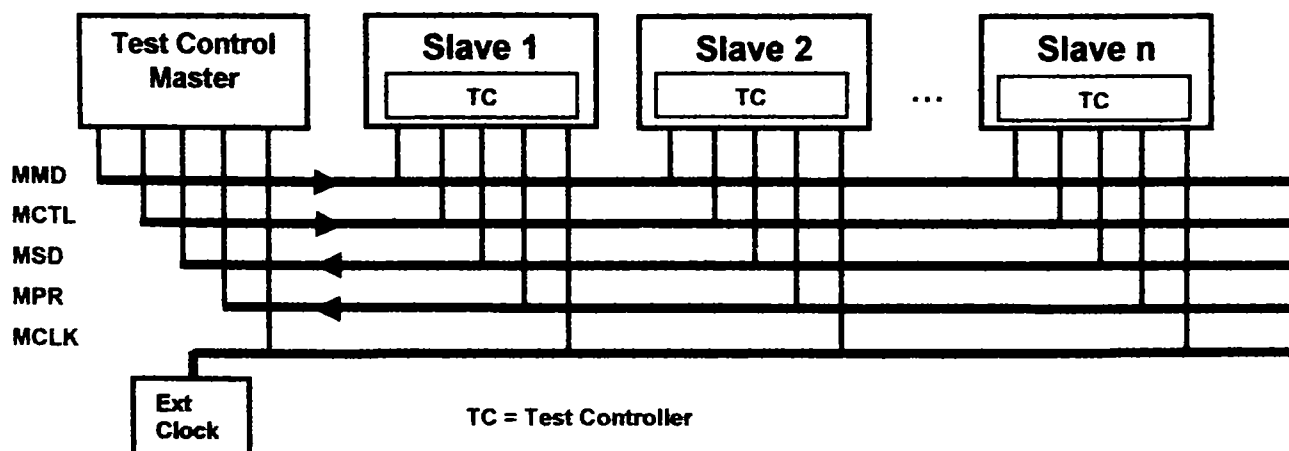 Test Control
Master
Slave 1
TC
Slave 2
TC
...
Slave n
TC
MMD
MCTL
MSD
MPR
MCLK
Ext
Clock
TC = Test Controller